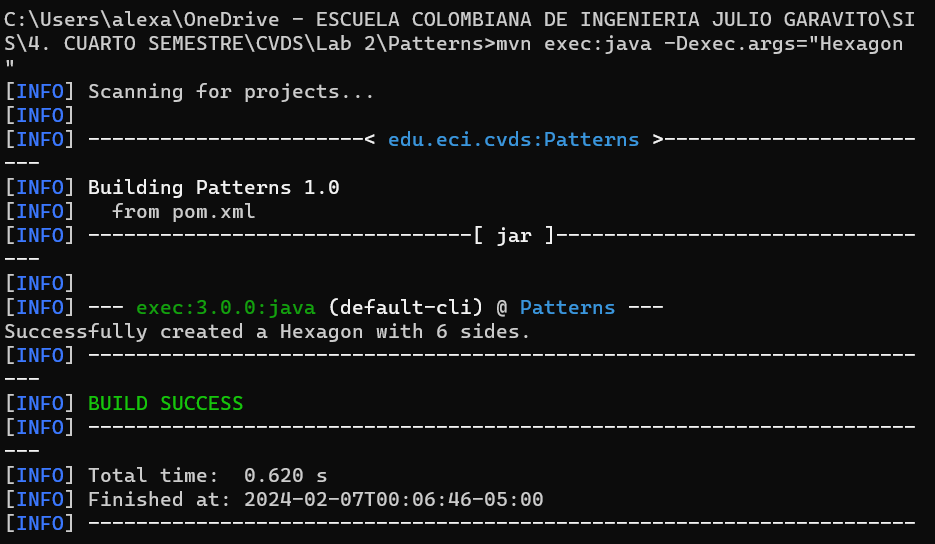 C:\Users\alexa\OneDrive - ESCUELA COLOMBIANA DE INGENIERIA JULIO GARAVITO\SI
S\4. CUARTO SEMESTRE\CVDS\Lab 2\Patterns>mvn exec:java -Dexec.args="Hexagon
"
[INFO] Scanning for projects...
[INFO]
[INFO] -----------------------< edu.eci.cvds:Patterns >---------------------
---
[INFO] Building Patterns 1.0
[INFO]   from pom.xml
[INFO] --------------------------------[ jar ]------------------------------
---
[INFO]
[INFO] --- exec:3.0.0:java (default-cli) @ Patterns ---
Successfully created a Hexagon with 6 sides.
[INFO] ---------------------------------------------------------------------
---
[INFO] BUILD SUCCESS
[INFO] ---------------------------------------------------------------------
---
[INFO] Total time:  0.620 s
[INFO] Finished at: 2024-02-07T00:06:46-05:00
[INFO] ---------------------------------------------------------------------